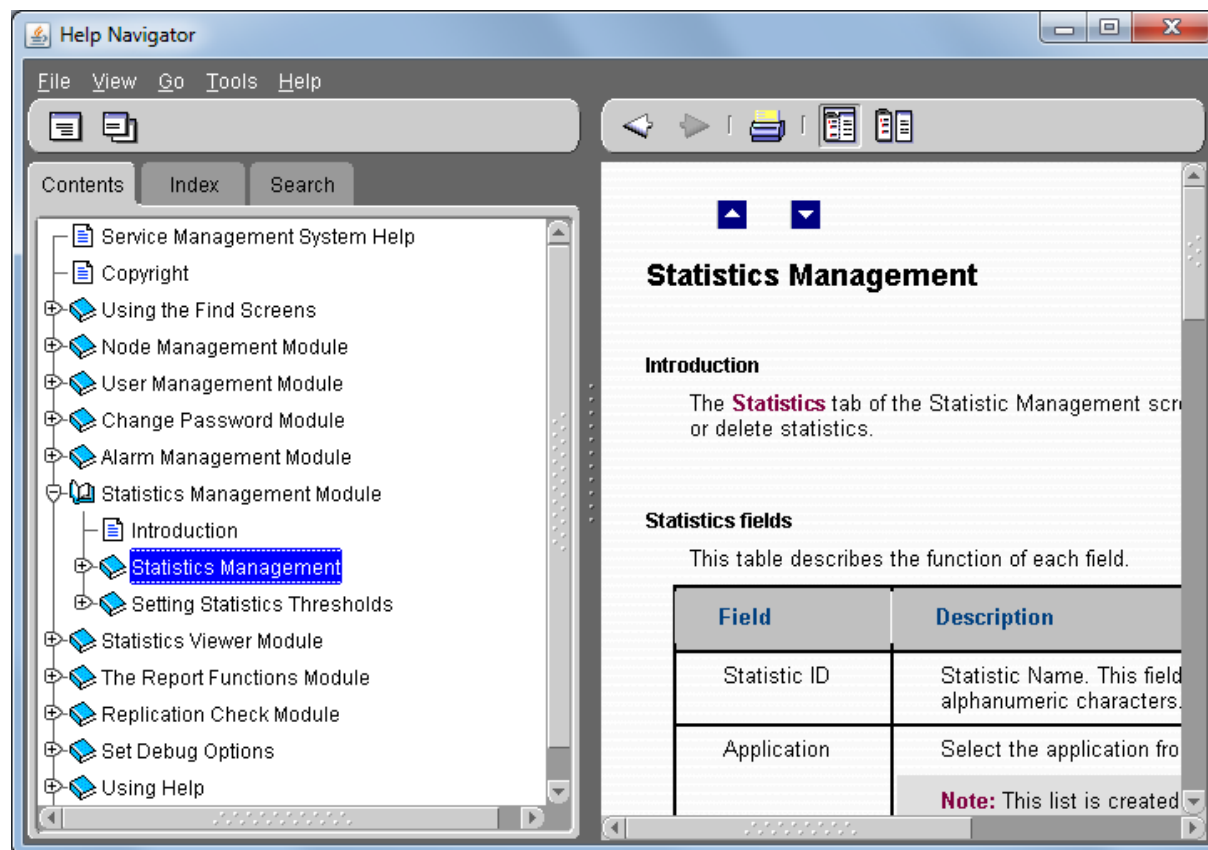 Help Navigator
File View Go Tools Help
Contents Index Search
Service Management System Help
Copyright
Using the Find Screens
Node Management Module
User Management Module
Change Password Module
Alarm Management Module
Statistics Management Module
Introduction
Statistics Management
Setting Statistics Thresholds
Statistics Viewer Module
The Report Functions Module
Replication Check Module
Set Debug Options
Using Help
Statistics Management
Introduction
The Statistics tab of the Statistic Management
or delete statistics.
Statistics fields
This table describes the function of each field.
Field Description
Statistic ID Statistic Name. This field
alphanumeric characters.
Application Select the application
Note: This list is created